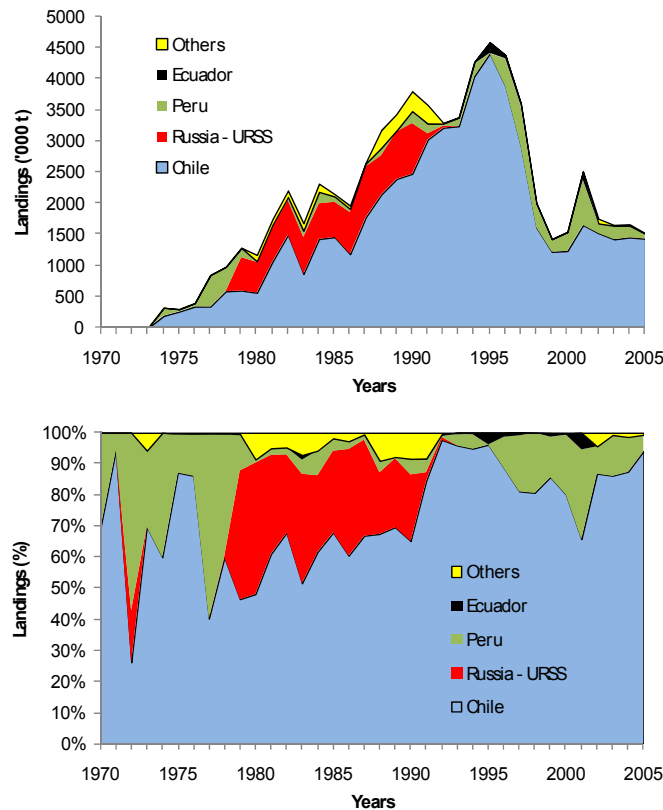 5000
4500
4000
3500
3000
2500
2000
1500
1000
500
0
Landings ('000 t)
Others
Ecuador
Peru
Russia - URSS
Chile
1970 1975 1980 1985 1990 1995 2000 2005
Years
100%
90%
80%
70%
60%
50%
40%
30%
20%
10%
0%
Landings (%)
Others
Ecuador
Peru
Russia - URSS
Chile
1970 1975 1980 1985 1990 1995 2000 2005
Years